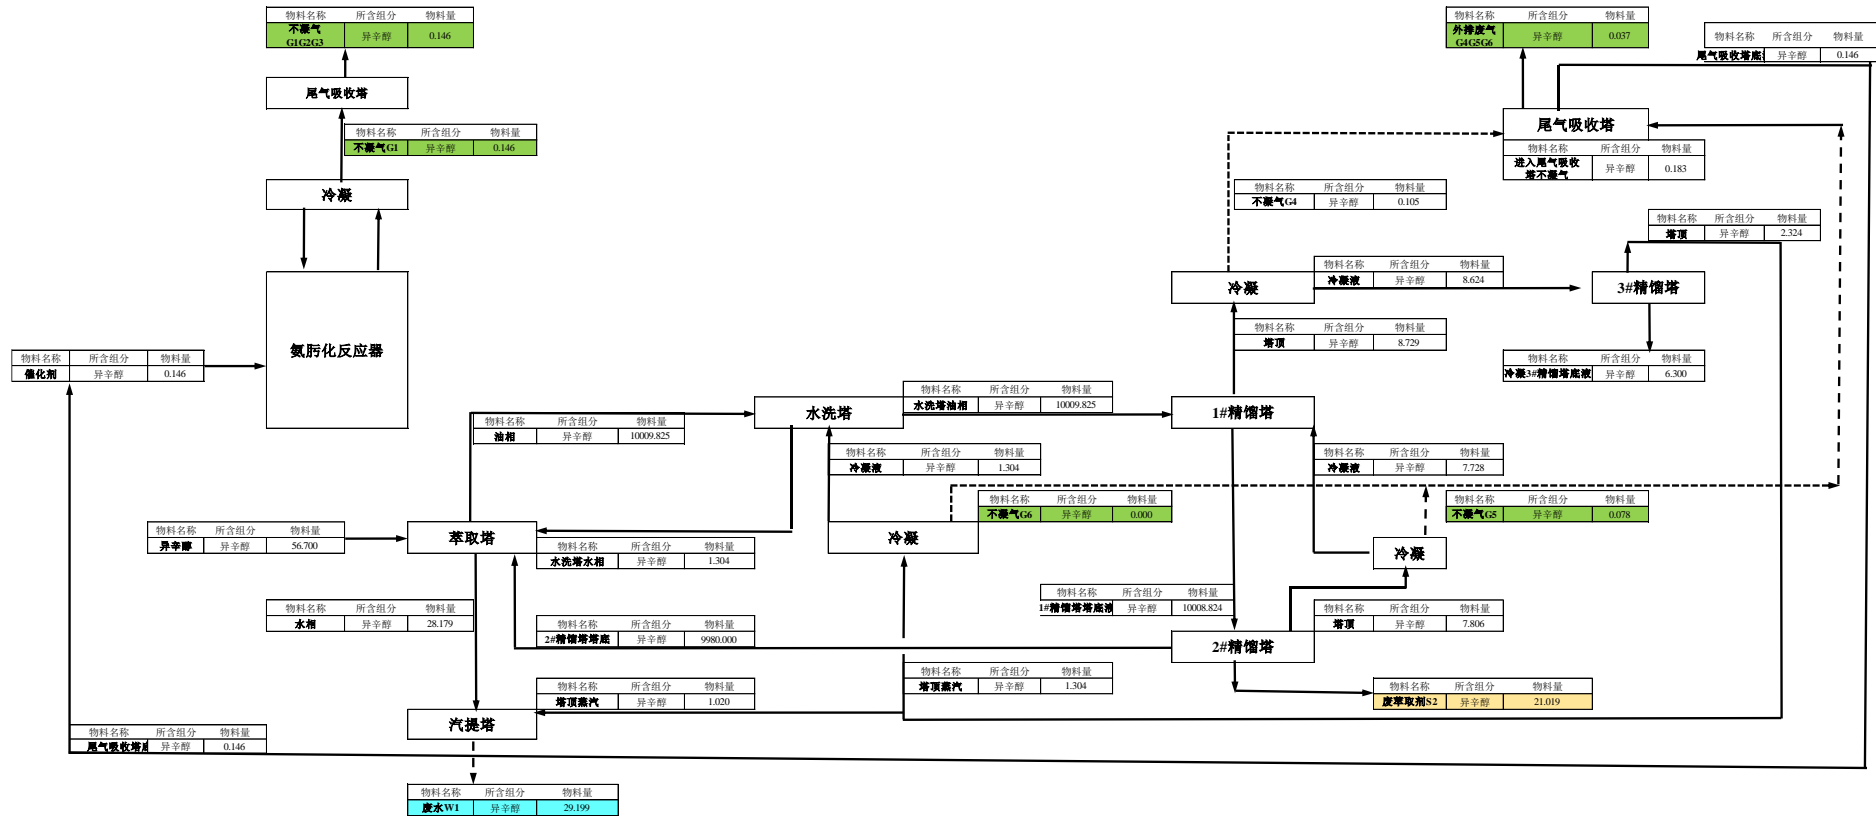 物料名称 所含组分 物料量
不凝气
G1G2G3 异辛醇 0.146
尾气吸收塔
物料名称 所含组分 物料量
不凝气G1 异辛醇 0.146
冷凝
氨肟化反应器
物料名称 所含组分 物料量
催化剂 异辛醇 0.146
物料名称 所含组分 物料量
外排废气
G4G5G6 异辛醇 0.037
物料名称 所含组分 物料量
尾气吸收塔底 异辛醇 0.146
尾气吸收塔
物料名称 所含组分 物料量
进入尾气吸收
塔不凝气 异辛醇 0.183
物料名称 所含组分 物料量
不凝气G4 异辛醇 0.105
物料名称 所含组分 物料量
塔顶 异辛醇 2.324
冷凝
物料名称 所含组分 物料量
冷凝液 异辛醇 8.624
3#精馏塔
物料名称 所含组分 物料量
塔顶 异辛醇 8.729
物料名称 所含组分 物料量
冷凝3#精馏塔底液 异辛醇 6.300
物料名称 所含组分 物料量
油相 异辛醇 10009.825
水洗塔
物料名称 所含组分 物料量
水洗塔油相 异辛醇 10009.825
1#精馏塔
物料名称 所含组分 物料量
冷凝液 异辛醇 1.304
物料名称 所含组分 物料量
冷凝液 异辛醇 7.728
物料名称 所含组分 物料量
不凝气G6 异辛醇 0.000
物料名称 所含组分 物料量
不凝气G5 异辛醇 0.078
物料名称 所含组分 物料量
异辛醇 异辛醇 56.700
萃取塔
物料名称 所含组分 物料量
水洗塔水相 异辛醇 1.304
冷凝
冷凝
物料名称 所含组分 物料量
水相 异辛醇 28.179
物料名称 所含组分 物料量
2#精馏塔塔底 异辛醇 9980.000
物料名称 所含组分 物料量
1#精馏塔塔底液 异辛醇 10008.824
物料名称 所含组分 物料量
塔顶 异辛醇 7.806
2#精馏塔
物料名称 所含组分 物料量
塔顶蒸汽 异辛醇 1.304
物料名称 所含组分 物料量
塔顶蒸汽 异辛醇 1.020
物料名称 所含组分 物料量
废萃取剂S2 异辛醇 21.019
汽提塔
物料名称 所含组分 物料量
尾气吸收塔 异辛醇 0.146
物料名称 所含组分 物料量
废水W1 异辛醇 29.199